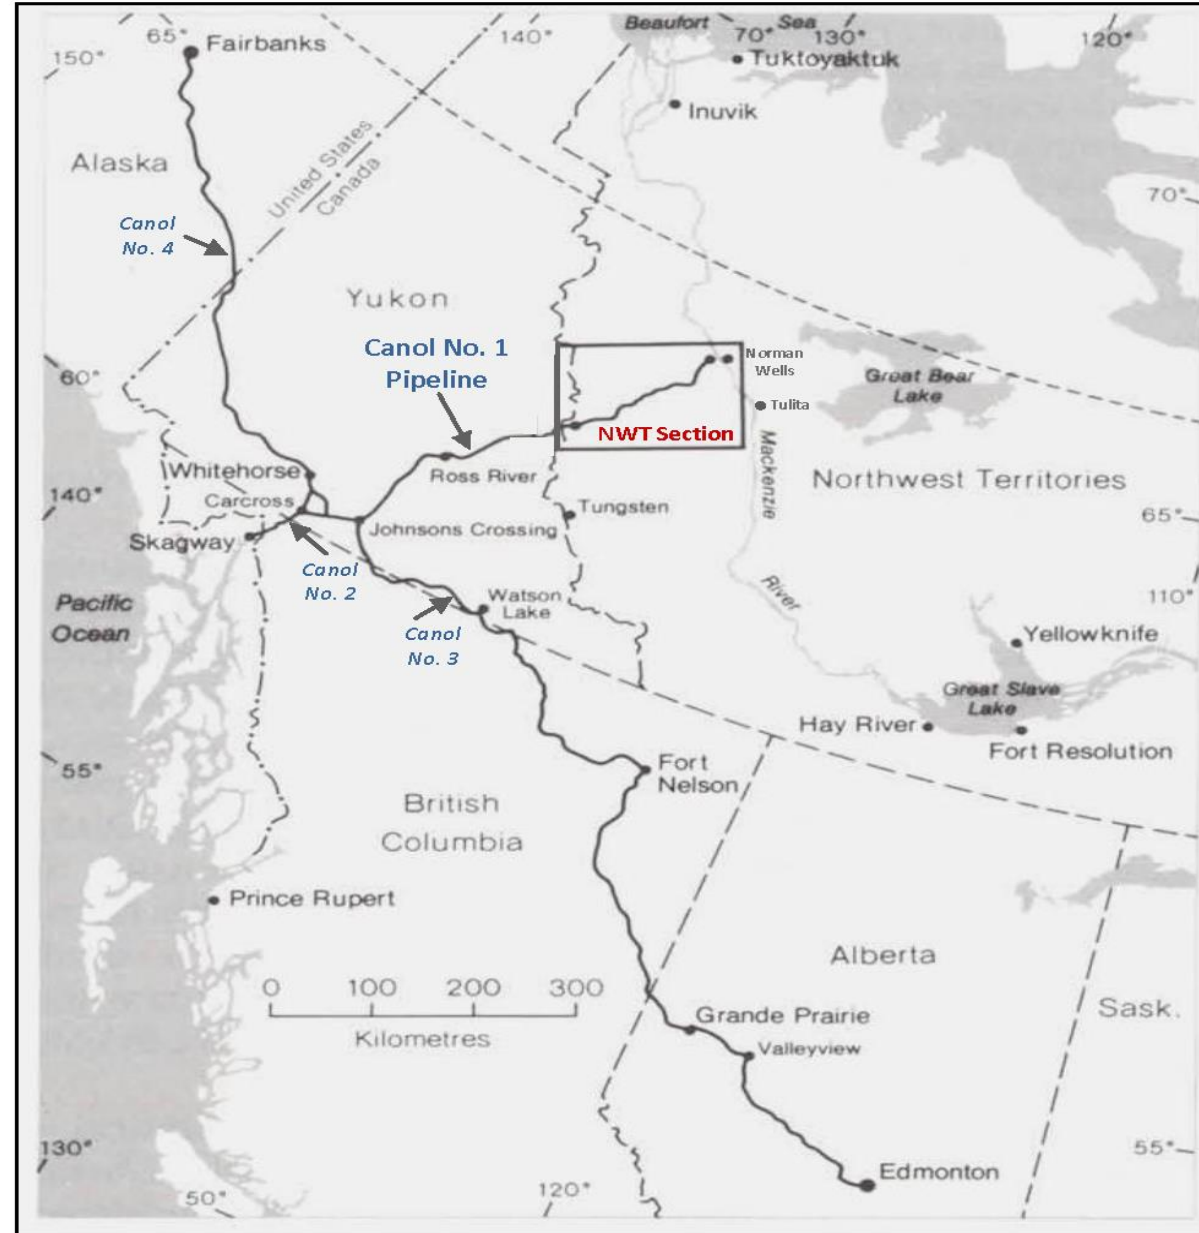 Beaufort Sea
65°
140°
70° 130°
120°
Fairbanks
150°
Tuktoyaktuk
Inuvik
Alaska
United States
Canada
70°
Canol
No. 4
Yukon
Canol No. 1
Pipeline
Norman
Wells
60°
Great Bear
Lake
Tulita
NWT Section
Mackenzie
River
Whitehorse
Ross River
Northwest Territories
140°
Carcross
Tungsten
65°
Skagway
Johnsons Crossing
Canol
No. 2
Watson
Lake
110°
Pacific
Ocean
Canol
No. 3
Yellowknife
Great Slave
Lake
Hay River
Fort Resolution
55°
Fort
Nelson
British
Columbia
Prince Rupert
Alberta
0 100 200 300
Kilometres
Grande Prairie
Sask.
Valleyview
130°
55°
Edmonton
50°
120°